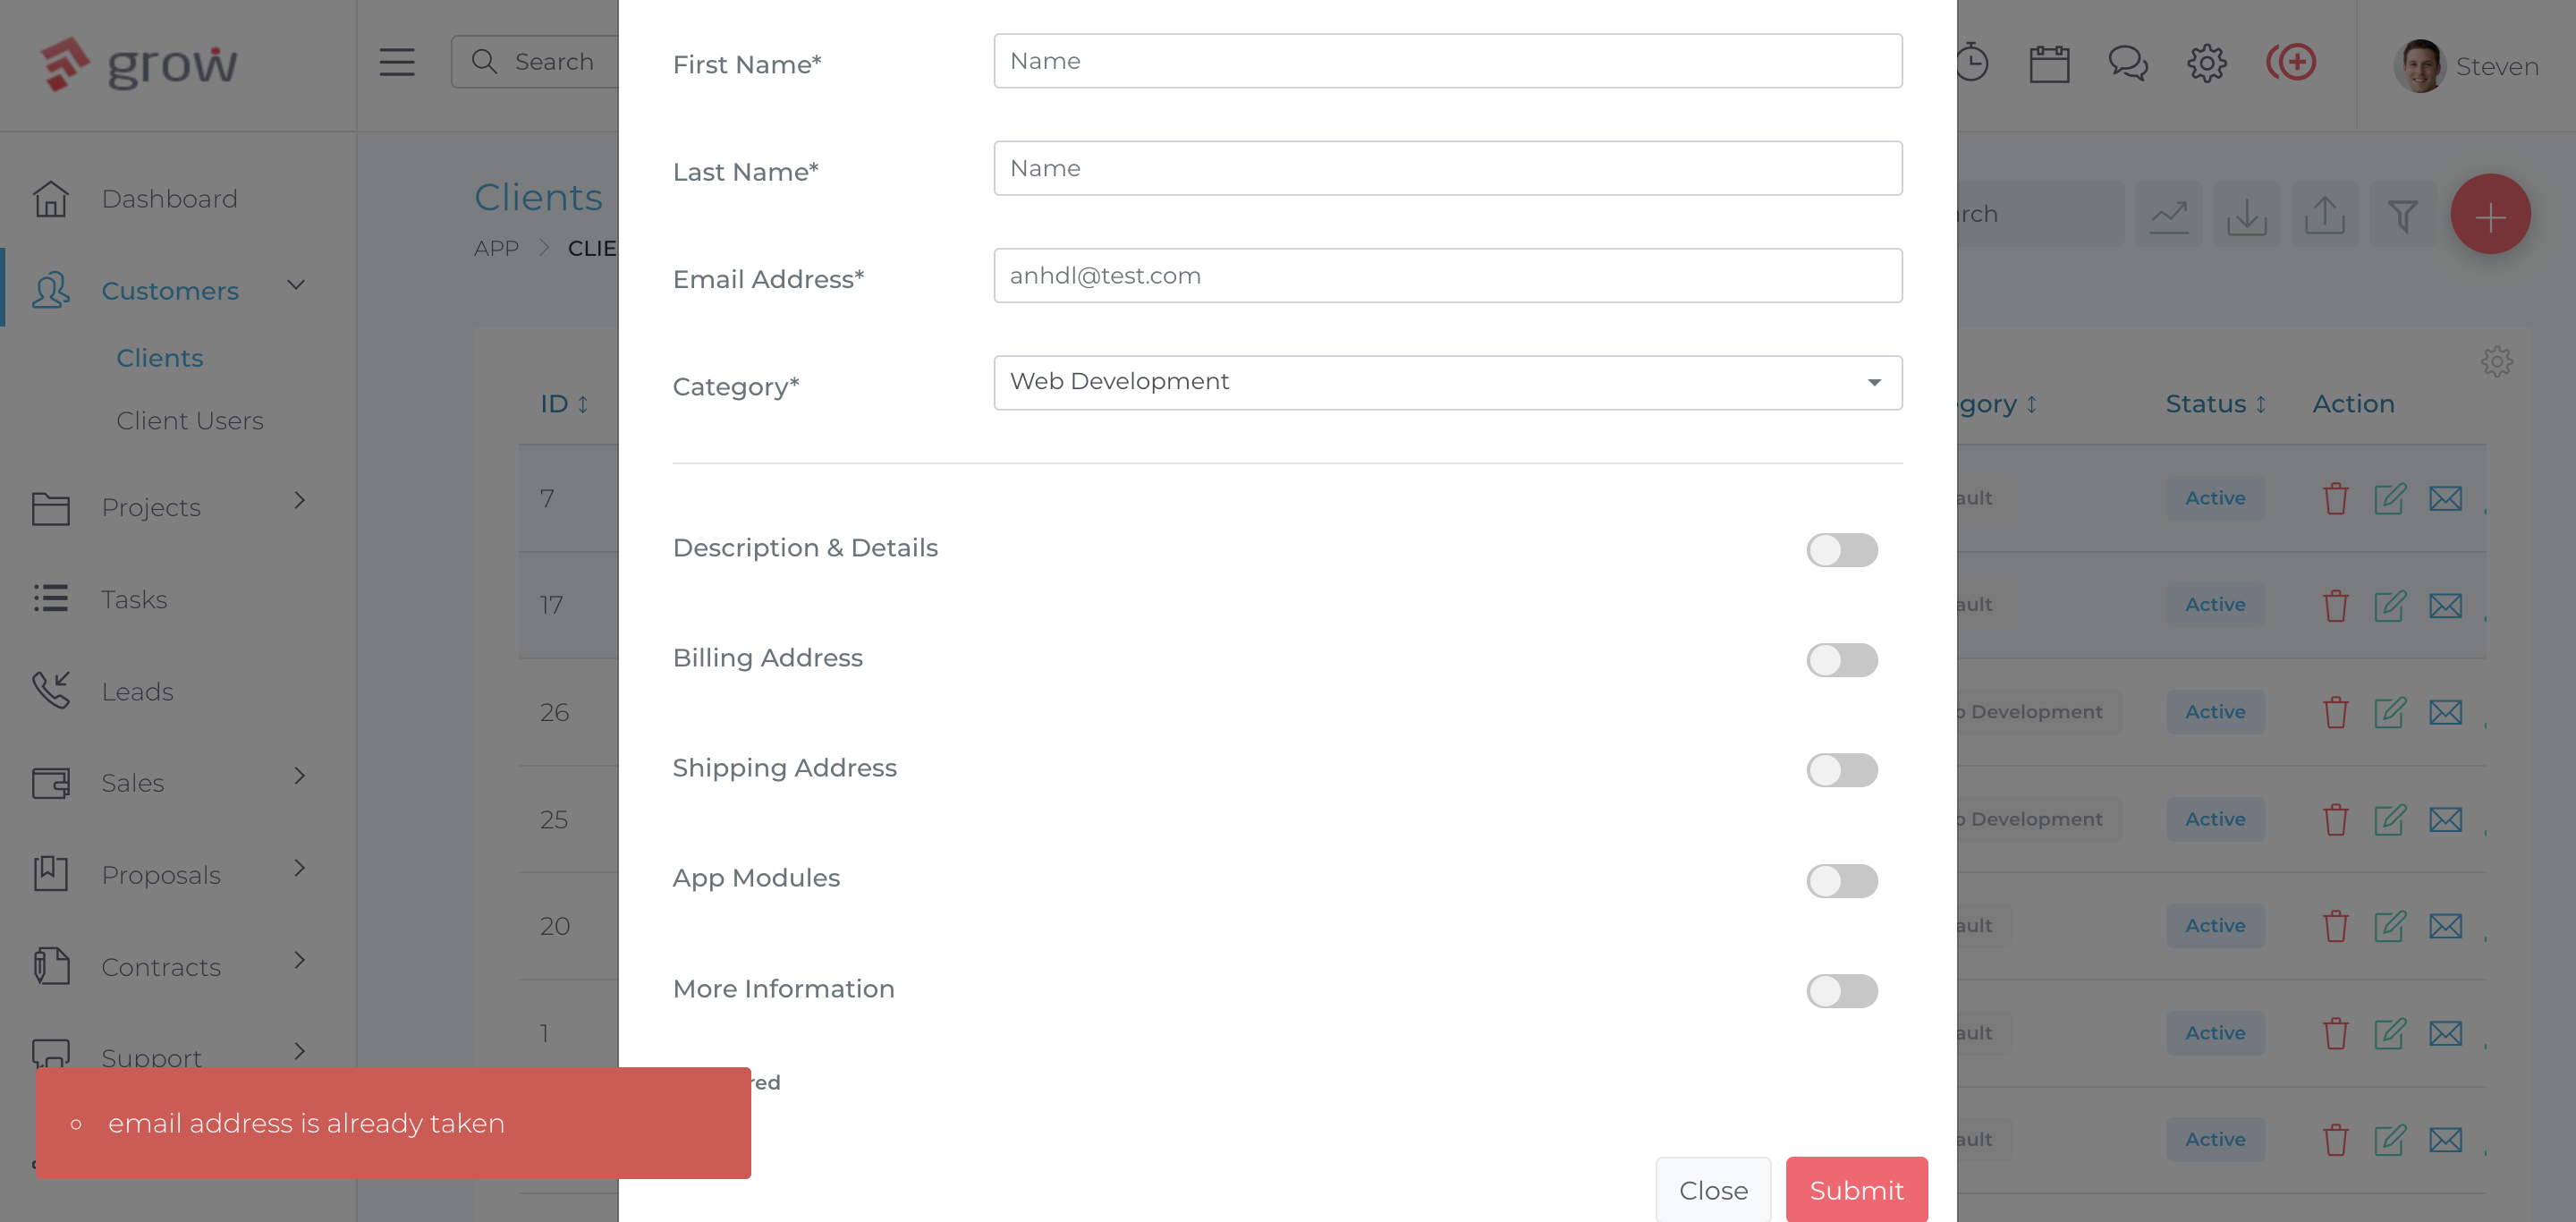 grow
Search
Steven
Dashboard
Customers
Clients
Client Users
Projects
Tasks
Leads
Sales
Proposals
Contracts
Support
Clients
APP
CLIE
ID
7
17
26
25
20
1
First Name*
Name
Last Name*
Name
Email Address*
anhdl@test.com
Category*
Web Development
Description & Details
Billing Address
Shipping Address
App Modules
More Information
red
Close
Submit
rch
gory
Status
Action
ault
Active
ault
Active
b Development
Active
b Development
Active
ault
Active
ault
Active
ault
Active
email address is already taken